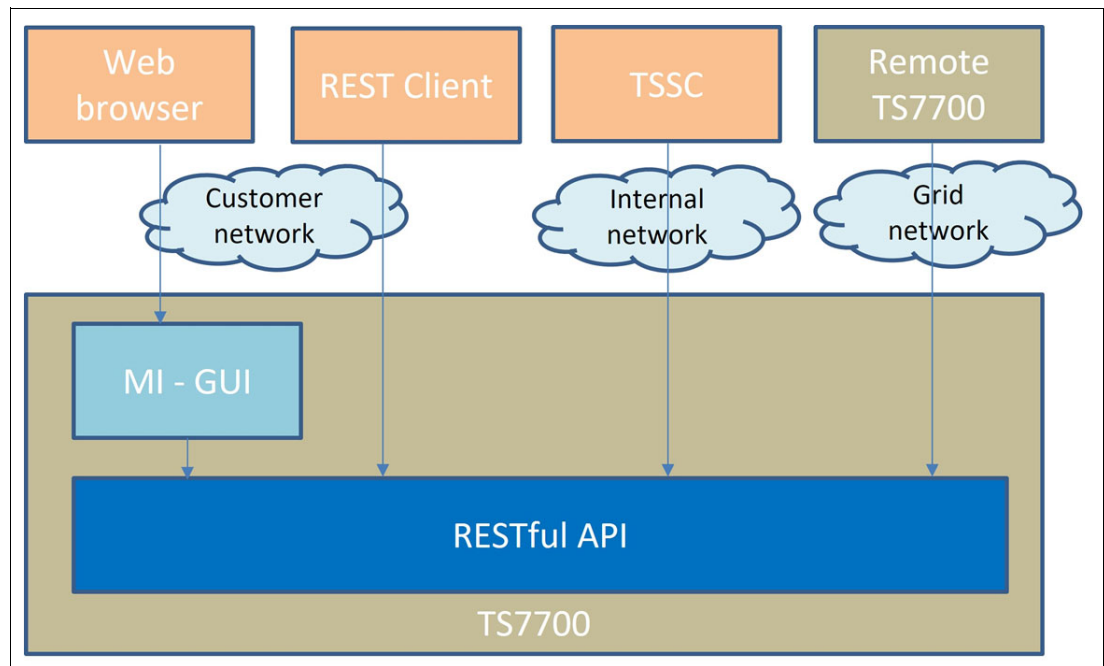 Web
browser
REST Client
TSSC
Remote
TS7700
Customer
network
Internal
network
Grid
network
MI - GUI
RESTful API
TS7700